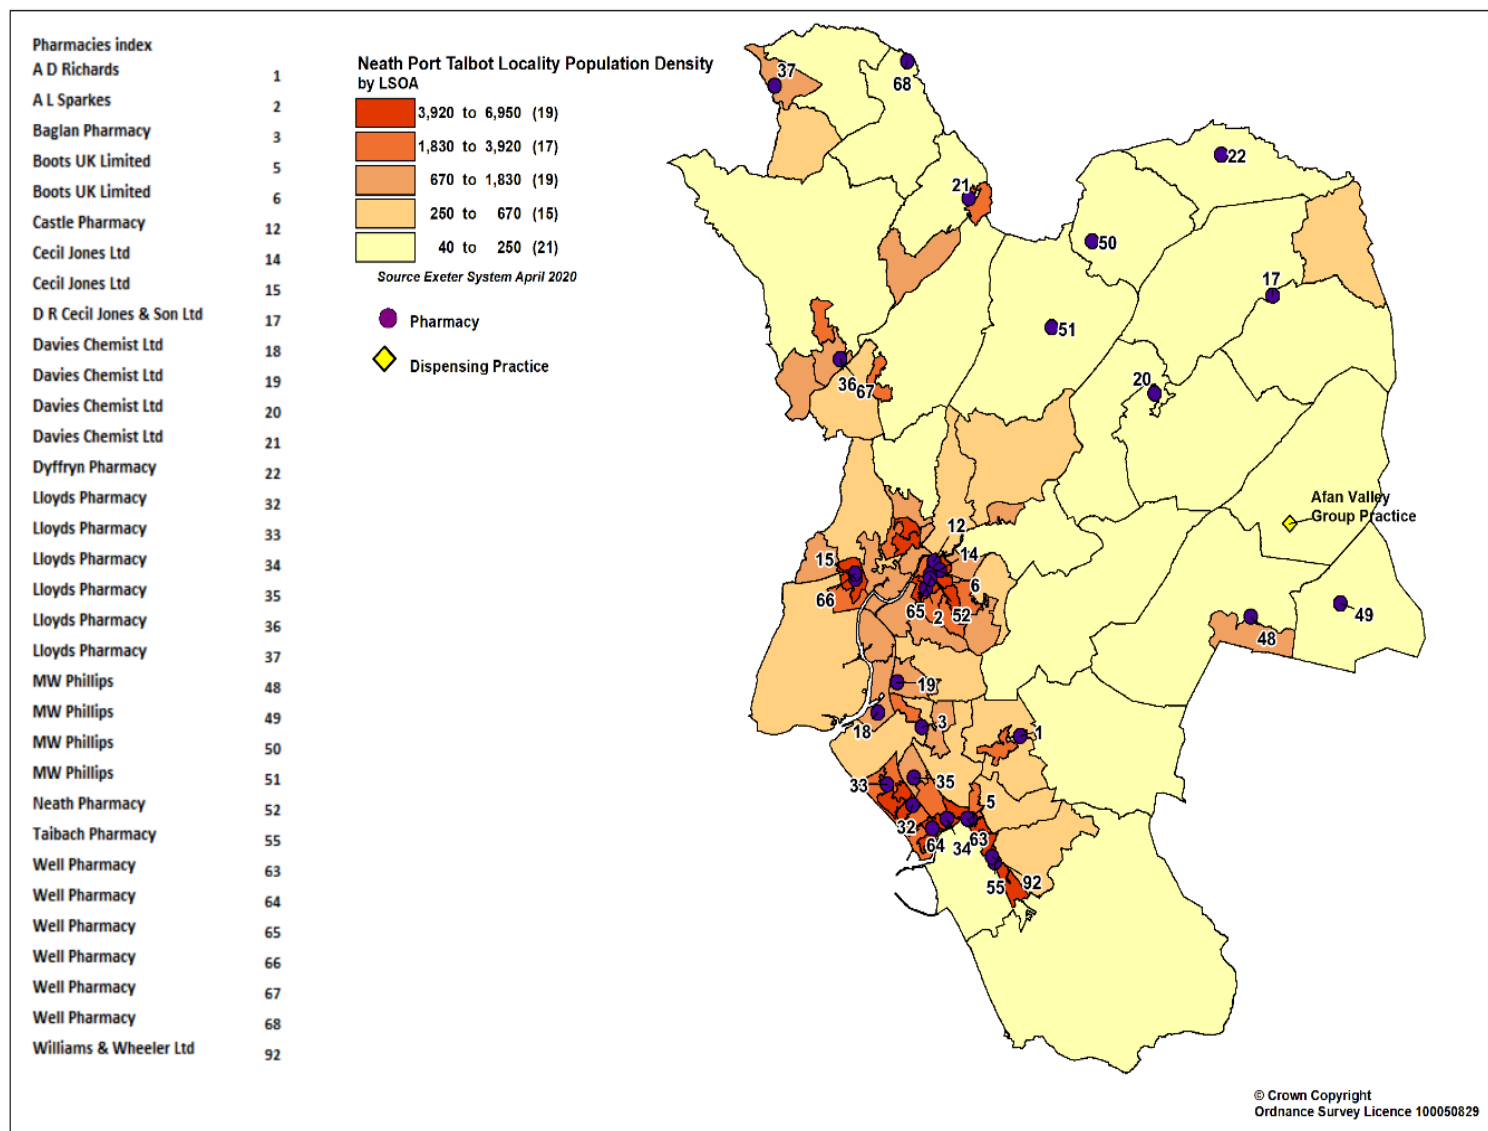 Pharmacies index
A D Richards 1
A L Sparkes 2
Baglan Pharmacy 3
Boots UK Limited 5
Boots UK Limited 6
Castle Pharmacy 12
Cecil Jones Ltd 14
Cecil Jones Ltd 15
D R Cecil Jones & Son Ltd 17
Davies Chemist Ltd 18
Davies Chemist Ltd 19
Davies Chemist Ltd 20
Davies Chemist Ltd 21
Dyffryn Pharmacy 22
Lloyds Pharmacy 32
Lloyds Pharmacy 33
Lloyds Pharmacy 34
Lloyds Pharmacy 35
Lloyds Pharmacy 36
Lloyds Pharmacy 37
MW Phillips 48
MW Phillips 49
MW Phillips 50
MW Phillips 51
Neath Pharmacy 52
Taibach Pharmacy 55
Well Pharmacy 63
Well Pharmacy 64
Well Pharmacy 65
Well Pharmacy 66
Well Pharmacy 67
Well Pharmacy 68
Williams & Wheeler Ltd 92
Neath Port Talbot Locality Population Density
by LSOA
3,920 to 6,950 (19)
1,830 to 3,920 (17)
670 to 1,830 (19)
250 to 670 (15)
40 to 250 (21)
Source Exeter System April 2020
Pharmacy
Dispensing Practice
37
68
22
21
50
17
51
20
36
67
Afan Valley
Group Practice
12
14
15
6
66
65
2
52
49
48
19
18
3
1
35
33
5
32
64
34
63
55
92
© Crown Copyright
Ordnance Survey Licence 100050829